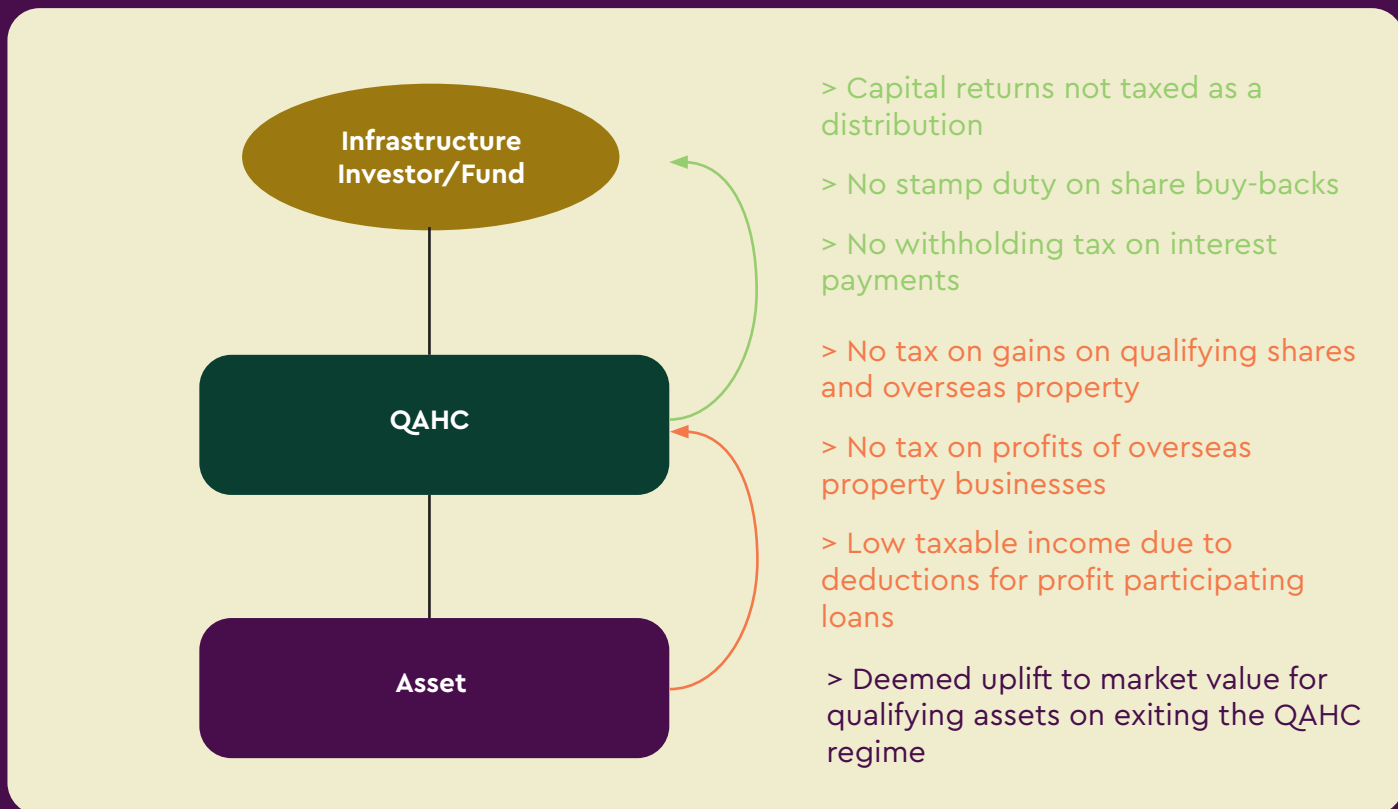 Infrastructure
Investor/Fund
QAHC
Asset
> Capital returns not taxed as a
distribution
> No stamp duty on share buy-backs
> No withholding tax on interest
payments
> No tax on gains on qualifying shares
and overseas property
> No tax on profits of overseas
property businesses
> Low taxable income due to
deductions for profit participating
loans
> Deemed uplift to market value for
qualifying assets on exiting the QAHC
regime